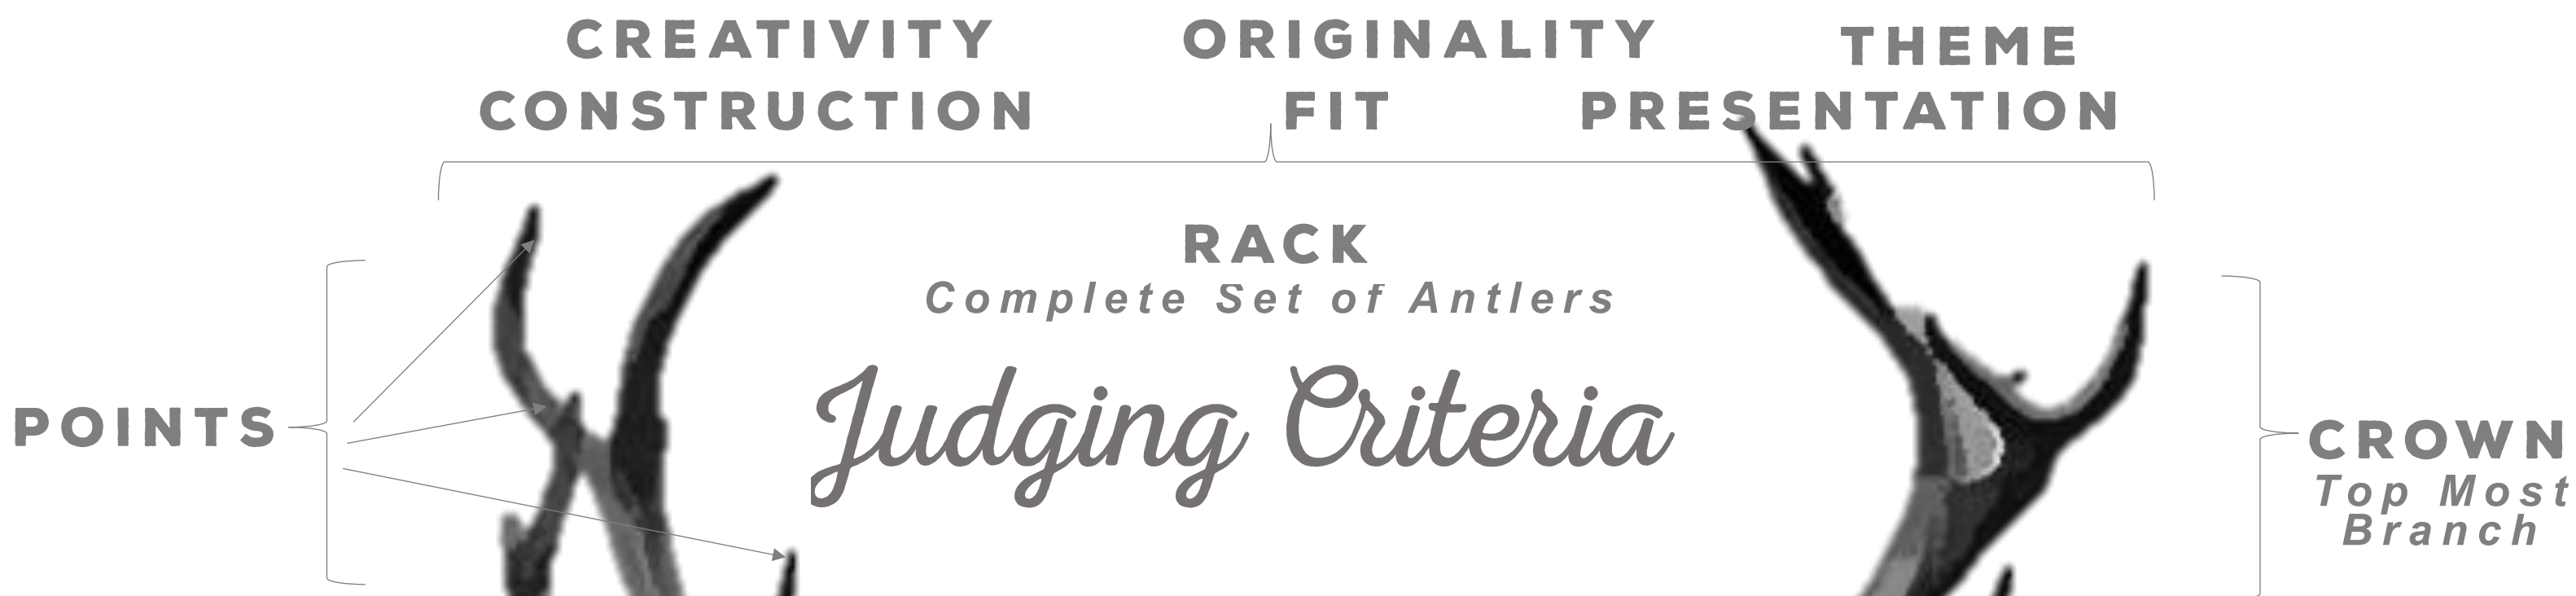 CREATIVITY ORIGINALITY THEME
CONSTRUCTION FIT PRESENTATION
RACK
Complete Set of Antlers
Judging Criteria
POINTS
CROWN
Top Most
Branch